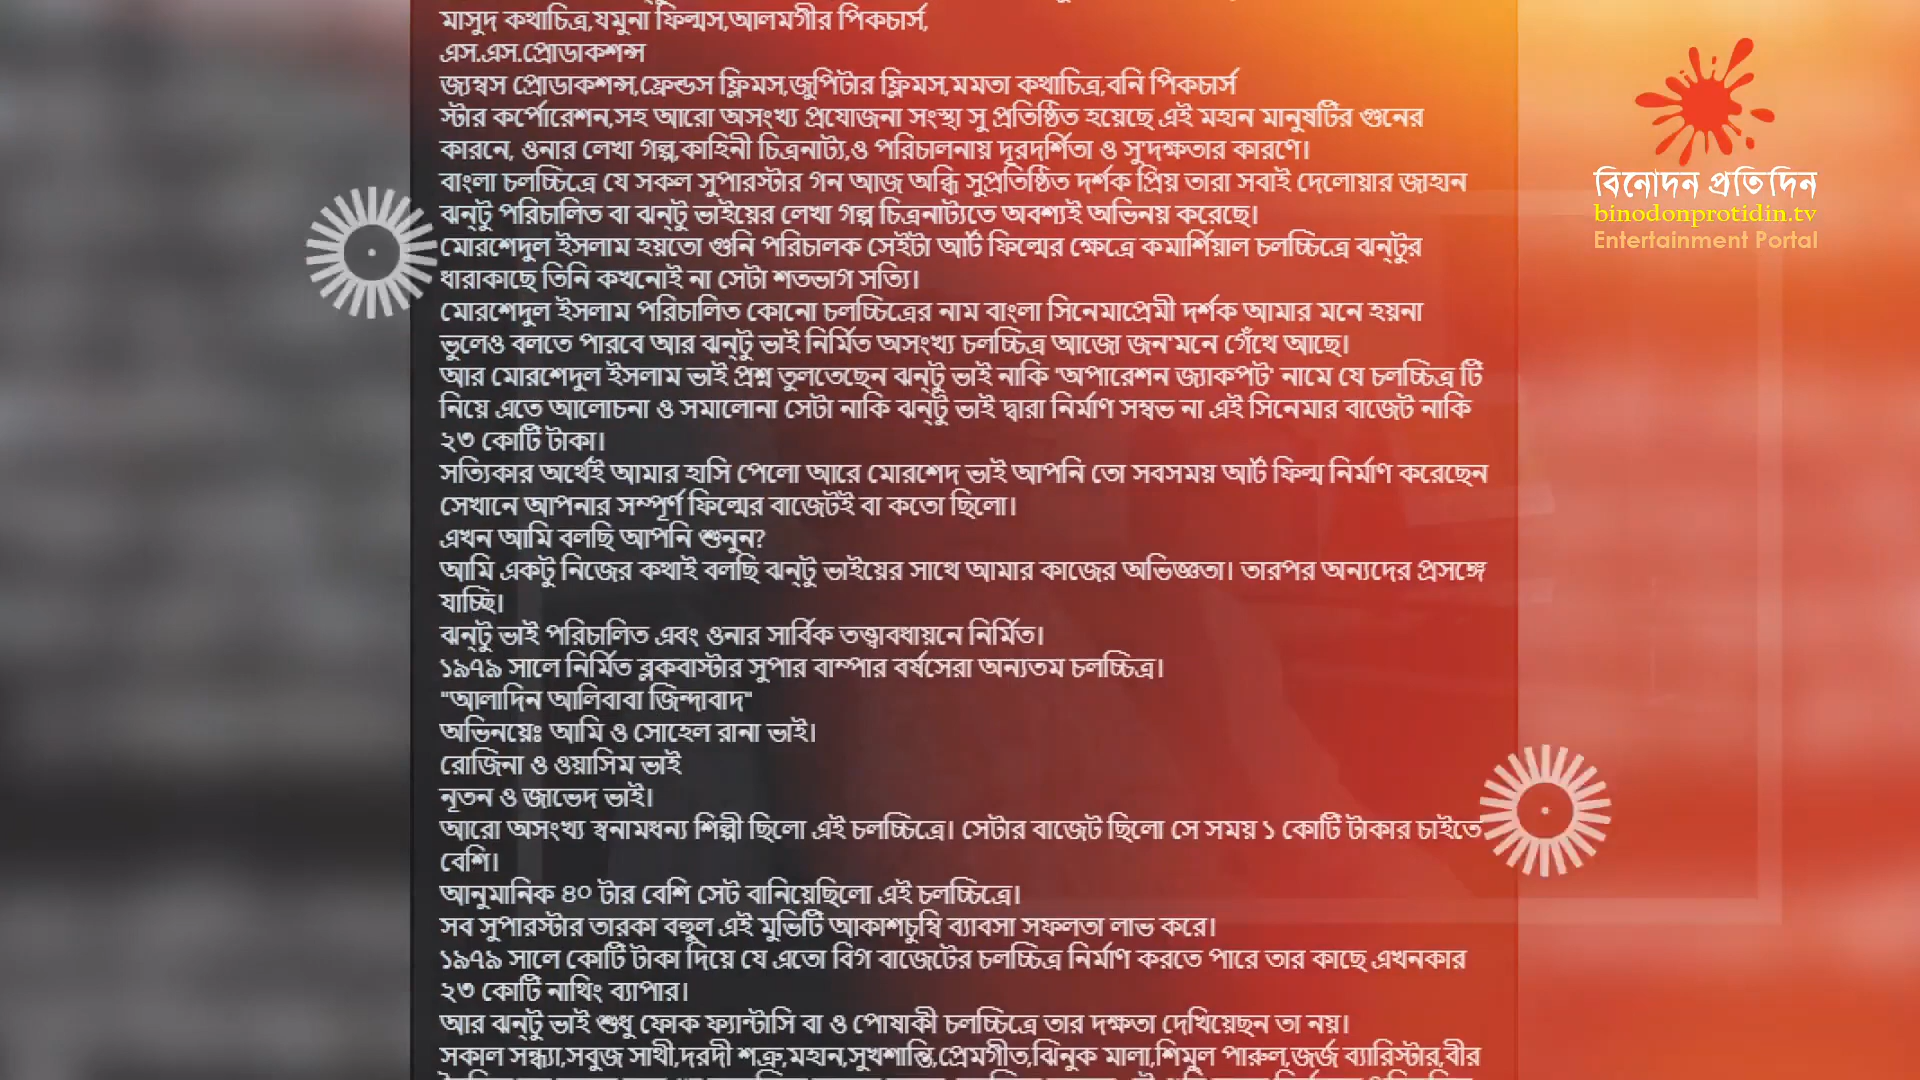 মাসুদ কথাচিত্র,যমুনা ফিল্মস,আলমগীর পিকচার্স,
এস.এস.প্রোডাকশন্স
জ্যম্বস প্রোডাকশন্স,ফ্রেন্ডস ফ্লিমস,জুপিটার ফ্লিমস,মমতা কথাচিত্র,বনি পিকচার্স
স্টার কর্পোরেশন,সহ আরো অসংখ্য প্রযোজনা সংস্থা সু প্রতিষ্ঠিত হয়েছে এই মহান মানুষটির গুনের
কারনে, ওনার লেখা গল্প,কাহিনী চিত্রনাট্য,ও পরিচালনায় দূরদর্শিতা ও সু'দক্ষতার কারণে।
বাংলা চলচ্চিত্রে যে সকল সুপারস্টার গন আজ অব্ধি সুপ্রতিষ্ঠিত দর্শক প্রিয় তারা সবাই দেলোয়ার জাহান
ঝন্টু পরিচালিত বা ঝন্টু ভাইয়ের লেখা গল্প চিত্রনাট্যতে অবশ্যই অভিনয় করেছে।
মোরশেদুল ইসলাম হয়তো গুনি পরিচালক সেইটা আর্ট ফিল্মের ক্ষেত্রে কমার্শিয়াল চলচ্চিত্রে ঝন্টুর
ধারাকাছে তিনি কখনোই না সেটা শতভাগ সত্যি।
মোরশেদুল ইসলাম পরিচালিত কোনো চলচ্চিত্রের নাম বাংলা সিনেমাপ্রেমী দর্শক আমার মনে হয়না
ভুলেও বলতে পারবে আর ঝন্টু ভাই নির্মিত অসংখ্য চলচ্চিত্র আজো জন'মনে গেঁথে আছে।
আর মোরশেদুল ইসলাম ভাই প্রশ্ন তুলতেছেন ঝন্টু ভাই নাকি 'অপারেশন জ্যাকপট' নামে যে চলচ্চিত্র টি
নিয়ে এতে আলোচনা ও সমালোনা সেটা নাকি ঝন্টু ভাই দ্বারা নির্মাণ সম্বভ না এই সিনেমার বাজেট নাকি
২৩ কোটি টাকা।
সত্যিকার অর্থেই আমার হাসি পেলো আরে মোরশেদ ভাই আপনি তো সবসময় আর্ট ফিল্ম নির্মাণ করেছেন
সেখানে আপনার সম্পূর্ণ ফিল্মের বাজেটই বা কতো ছিলো।
এখন আমি বলছি আপনি শুনুন?
আমি একটু নিজের কথাই বলছি ঝন্টু ভাইয়ের সাথে আমার কাজের অভিজ্ঞতা। তারপর অন্যদের প্রসঙ্গে
যাচ্ছি।
ঝন্টু ভাই পরিচালিত এবং ওনার সার্বিক তত্ত্বাবধায়নে নির্মিত।
১৯৭৯ সালে নির্মিত ব্লকবাস্টার সুপার বাম্পার বর্ষসেরা অন্যতম চলচ্চিত্র।
"আলাদিন আলিবাবা জিন্দাবাদ"
অভিনয়েঃ আমি ও সোহেল রানা ভাই।
রোজিনা ও ওয়াসিম ভাই
নূতন ও জাভেদ ভাই।
আরো অসংখ্য স্বনামধন্য শিল্পী ছিলো এই চলচ্চিত্রে। সেটার বাজেট ছিলো সে সময় ১ কোটি টাকার চাইতে
বেশি।
আনুমানিক ৪০ টার বেশি সেট বানিয়েছিলো এই চলচ্চিত্রে।
সব সুপারস্টার তারকা বহুল এই মুভিটি আকাশচুম্বি ব্যাবসা সফলতা লাভ করে।
১৯৭৯ সালে কোটি টাকা দিয়ে যে এতো বিগ বাজেটের চলচ্চিত্র নির্মাণ করতে পারে তার কাছে এখনকার
২৩ কোটি নাথিং ব্যাপার।
আর ঝন্টু ভাই শুধু ফোক ফ্যান্টাসি বা ও পোষাকী চলচ্চিত্রে তার দক্ষতা দেখিয়েছন তা নয়।
সকাল সন্ধ্যা,সবুজ সাথী,দরদী শত্রু,মহান,সুখশান্তি,প্রেমগীত,ঝিনুক মালা,শিমুল পারুল,জর্জ ব্যারিস্টার,বীর
বিনোদন প্রতিদিন
binodonprotidin.tv
Entertainment Portal